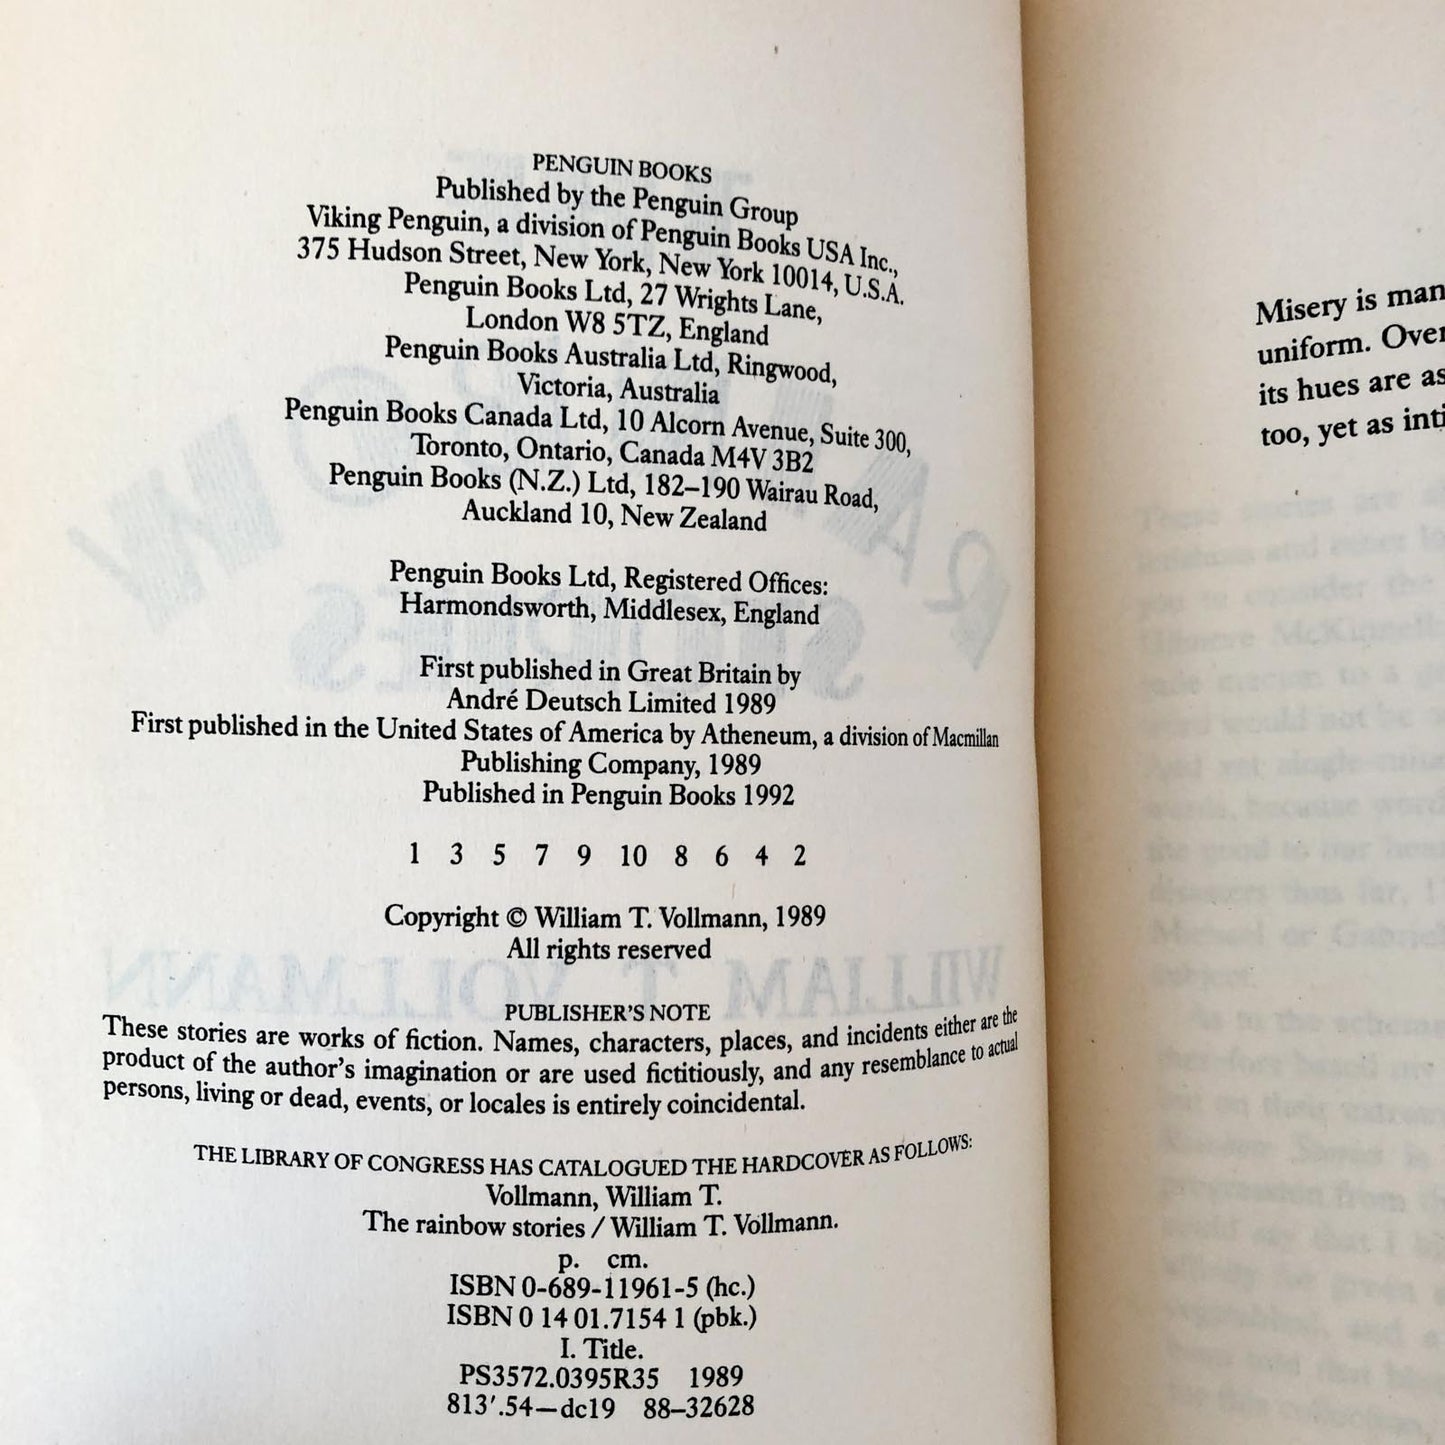 PENGUIN BOOKS
Published by the Penguin Group
Viking Penguin, a division of Penguin Books USA Inc.,
375 Hudson Street, New York, New York 10014, U.S.A.
Penguin Books Ltd, 27 Wrights Lane,
London W8 5TZ, England
Penguin Books Australia Ltd, Ringwood,
Victoria, Australia
Penguin Books Canada Ltd, 10 Alcorn Avenue, Suite 300,
Toronto, Ontario, Canada M4V 3B2
Penguin Books (N.Z.) Ltd, 182–190 Wairau Road,
Auckland 10, New Zealand
Penguin Books Ltd, Registered Offices:
Harmondsworth, Middlesex, England
First published in Great Britain by
André Deutsch Limited 1989
First published in the United States of America by Atheneum, a division of Macmillan
Publishing Company, 1989
Published in Penguin Books 1992
1 3 5 7 9 10 8 6 4 2
Copyright © William T. Vollmann, 1989
All rights reserved
PUBLISHER'S NOTE
These stories are works of fiction. Names, characters, places, and incidents either are the
product of the author's imagination or are used fictitiously, and any resemblance to actual
persons, living or dead, events, or locales is entirely coincidental.
THE LIBRARY OF CONGRESS HAS CATALOGUED THE HARDCOVER AS FOLLOWS:
Vollmann, William T.
The rainbow stories / William T. Vollmann.
p. cm.
ISBN 0-689-11961-5 (hc.)
ISBN 0 14 01.7154 1 (pbk.)
I. Title.
PS3572.0395R35 1989
813'.54—dc19 88–32628
Misery is man
uniform. Over
its hues are as
too, yet as inti